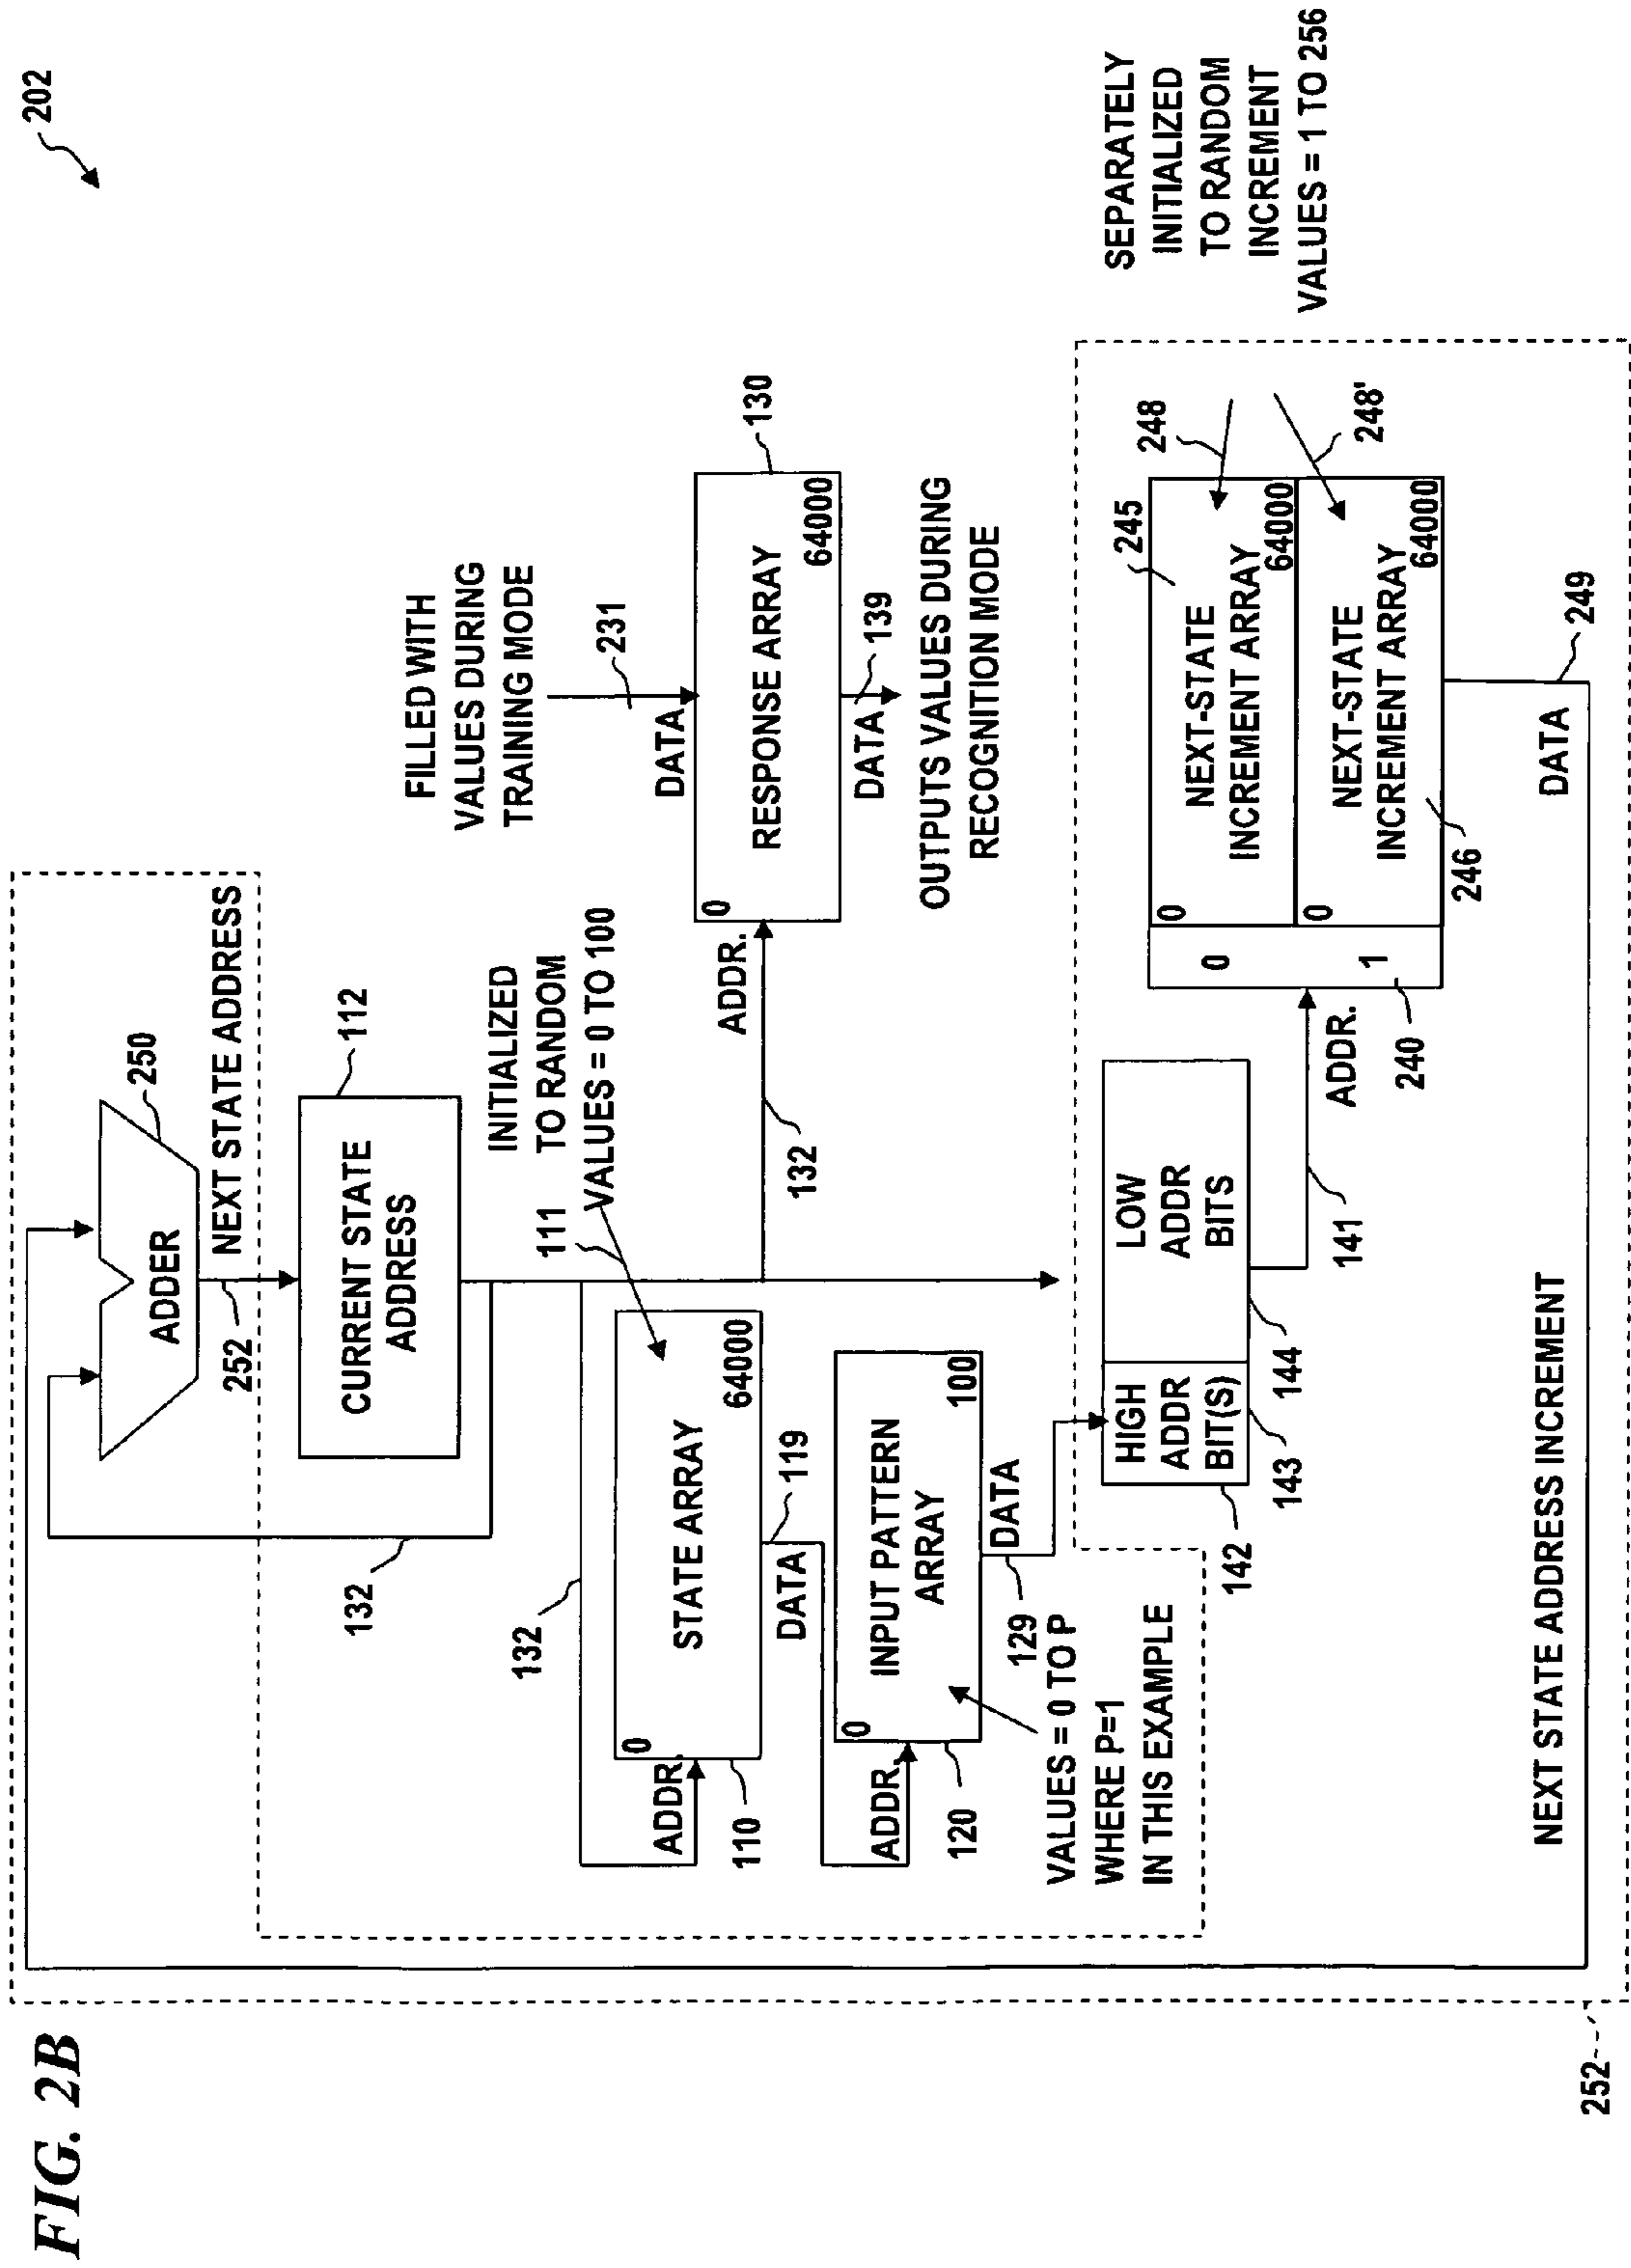 FIG. 2B
202
ADDER
250
NEXT STATE ADDRESS
252
CURRENT STATE
ADDRESS
112
132
INITIALIZED
TO RANDOM
VALUES = 0 TO 100
111
132
STATE ARRAY
0
64000
ADDR.
110
DATA
119
INPUT PATTERN
ARRAY
0
100
ADDR.
120
DATA
129
VALUES = 0 TO P
WHERE P=1
IN THIS EXAMPLE
FILLED WITH
VALUES DURING
TRAINING MODE
231
DATA
RESPONSE ARRAY
0
64000
130
ADDR.
132
DATA
139
OUTPUTS VALUES DURING
RECOGNITION MODE
HIGH
ADDR
BIT(S)
LOW
ADDR
BITS
142
143
144
141
ADDR.
240
0
1
245
NEXT-STATE
INCREMENT ARRAY
0
64000
NEXT-STATE
INCREMENT ARRAY
0
64000
246
248
248'
SEPARATELY
INITIALIZED
TO RANDOM
INCREMENT
VALUES = 1 TO 256
DATA
249
NEXT STATE ADDRESS INCREMENT
252